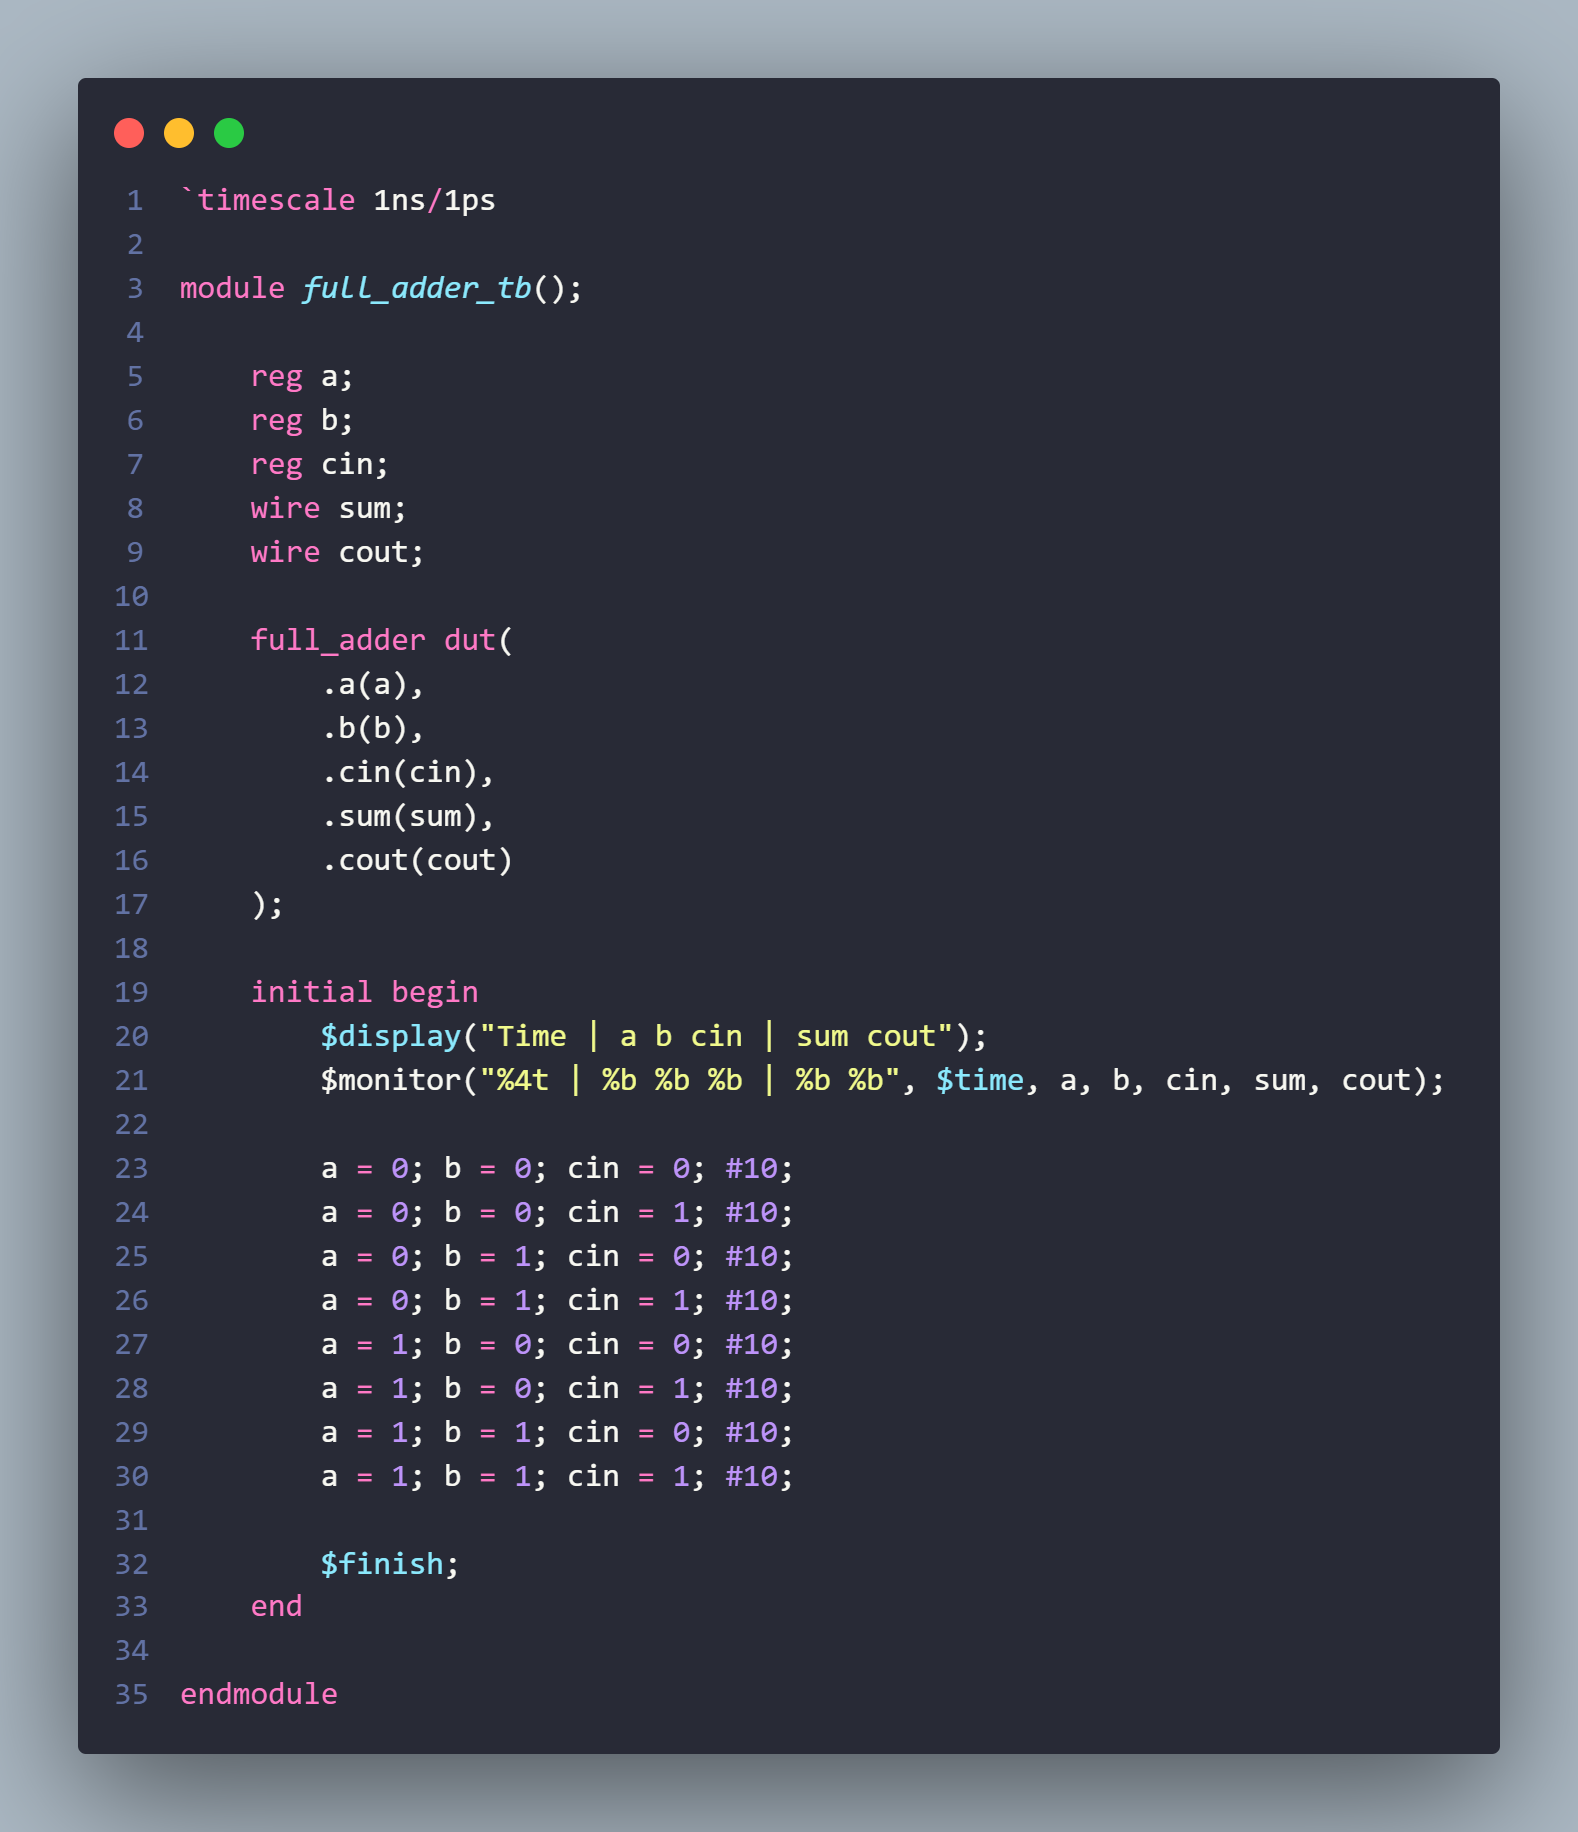 1 `timescale 1ns/1ps
2
3 module full_adder_tb();
4
5     reg a;
6     reg b;
7     reg cin;
8     wire sum;
9     wire cout;
10
11     full_adder dut(
12         .a(a),
13         .b(b),
14         .cin(cin),
15         .sum(sum),
16         .cout(cout)
17     );
18
19     initial begin
20         $display("Time | a b cin | sum cout");
21         $monitor("%4t | %b %b %b | %b %b", $time, a, b, cin, sum, cout);
22
23         a = 0; b = 0; cin = 0; #10;
24         a = 0; b = 0; cin = 1; #10;
25         a = 0; b = 1; cin = 0; #10;
26         a = 0; b = 1; cin = 1; #10;
27         a = 1; b = 0; cin = 0; #10;
28         a = 1; b = 0; cin = 1; #10;
29         a = 1; b = 1; cin = 0; #10;
30         a = 1; b = 1; cin = 1; #10;
31
32         $finish;
33     end
34
35 endmodule